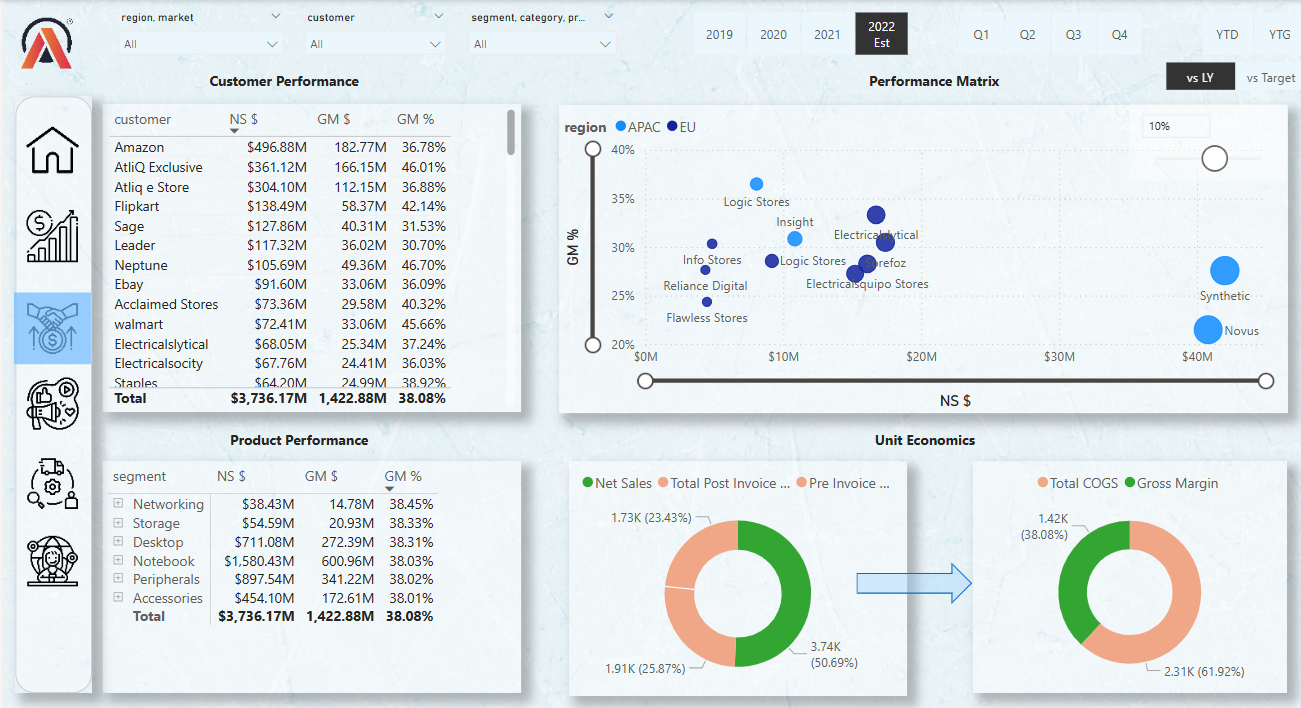 region, market
customer
segment, category, pr...
All
All
All
2019
2020
2021
2022 Est
Q1
Q2
Q3
Q4
YTD
YTG
vs LY
vs Target
Customer Performance
customer NS $ GM $ GM %
Amazon $496.88M 182.77M 36.78%
AtliQ Exclusive $361.12M 166.15M 46.01%
Atliq e Store $304.10M 112.15M 36.88%
Flipkart $138.49M 58.37M 42.14%
Sage $127.86M 40.31M 31.53%
Leader $117.32M 36.02M 30.70%
Neptune $105.69M 49.36M 46.70%
Ebay $91.60M 33.06M 36.09%
Acclaimed Stores $73.36M 29.58M 40.32%
walmart $72.41M 33.06M 45.66%
Electricalslytical $68.05M 25.34M 37.24%
Electricalsocity $67.76M 24.41M 36.03%
Staples $64.20M 24.99M 38.92%
Total $3,736.17M 1,422.88M 38.08%
Performance Matrix
region APAC EU
10%
GM %
40%
35%
30%
25%
20%
Logic Stores
Insight
Info Stores
Logic Stores
Reliance Digital
Flawless Stores
Electricalslytical
Synthetic
Novus
$0M $10M $20M $30M $40M
NS $
Product Performance
segment NS $ GM $ GM %
Networking $38.43M 14.78M 38.45%
Storage $54.59M 20.93M 38.33%
Desktop $711.08M 272.39M 38.31%
Notebook $1,580.43M 600.96M 38.03%
Peripherals $897.54M 341.22M 38.02%
Accessories $454.10M 172.61M 38.01%
Total $3,736.17M 1,422.88M 38.08%
Unit Economics
Net Sales Total Post Invoice ... Pre Invoice ...
1.73K (23.43%)
3.74K
(50.69%)
1.91K (25.87%)
Total COGS Gross Margin
1.42K
(38.08%)
2.31K (61.92%)